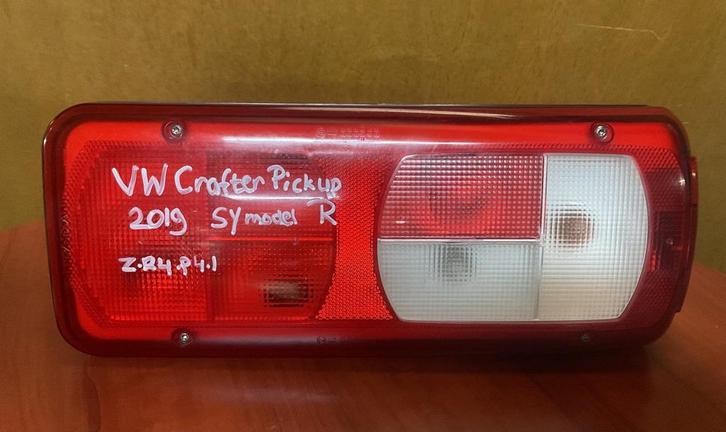 VW Crafter Pickup
2019 SY model R
Z.R4.P4.1